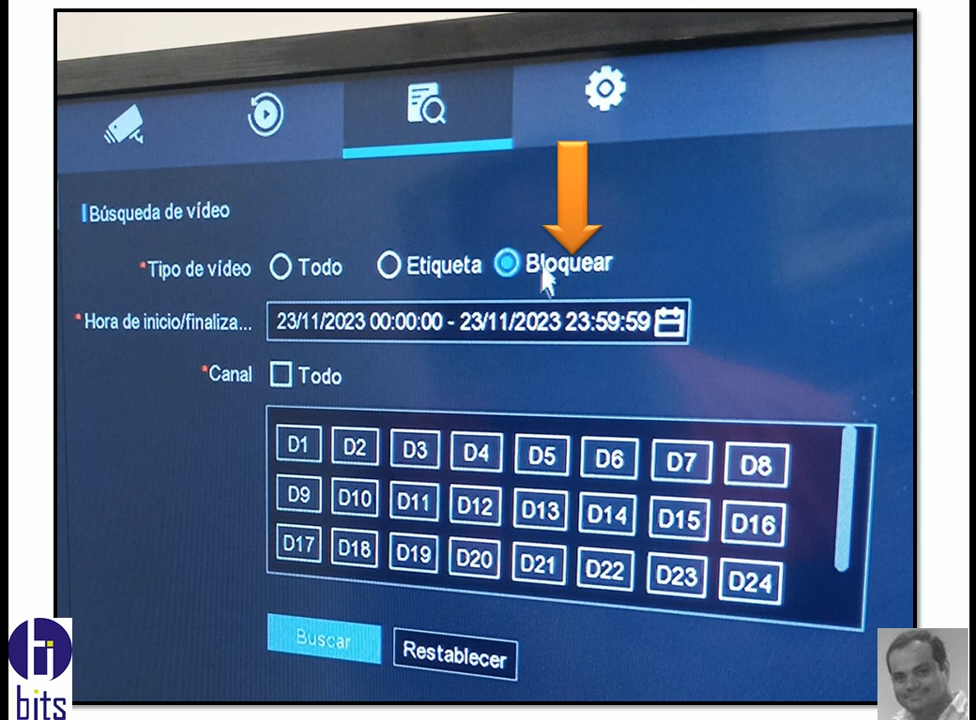 Búsqueda de vídeo
*Tipo de vídeo Todo Etiqueta Bloquear
*Hora de inicio/finaliza... 23/11/2023 00:00:00 - 23/11/2023 23:59:59
*Canal Todo
D1 D2 D3 D4 D5 D6 D7 D8
D9 D10 D11 D12 D13 D14 D15 D16
D17 D18 D19 D20 D21 D22 D23 D24
Buscar Restablecer
bits